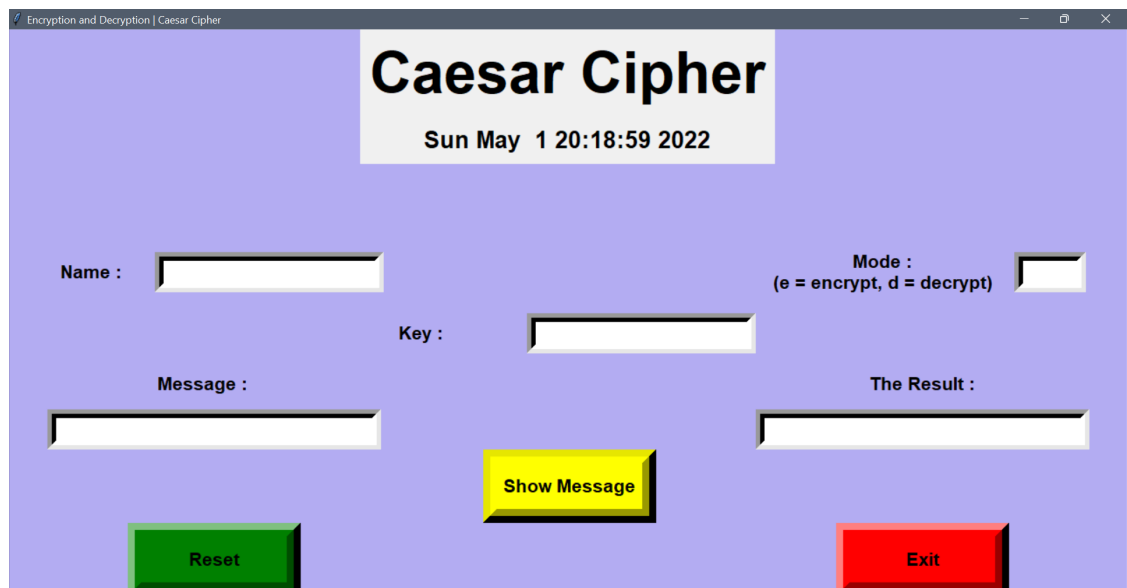 Encryption and Decryption | Caesar Cipher
Caesar Cipher
Sun May  1 20:18:59 2022
Name :
Mode :
(e = encrypt, d = decrypt)
Key :
Message :
The Result :
Show Message
Reset
Exit